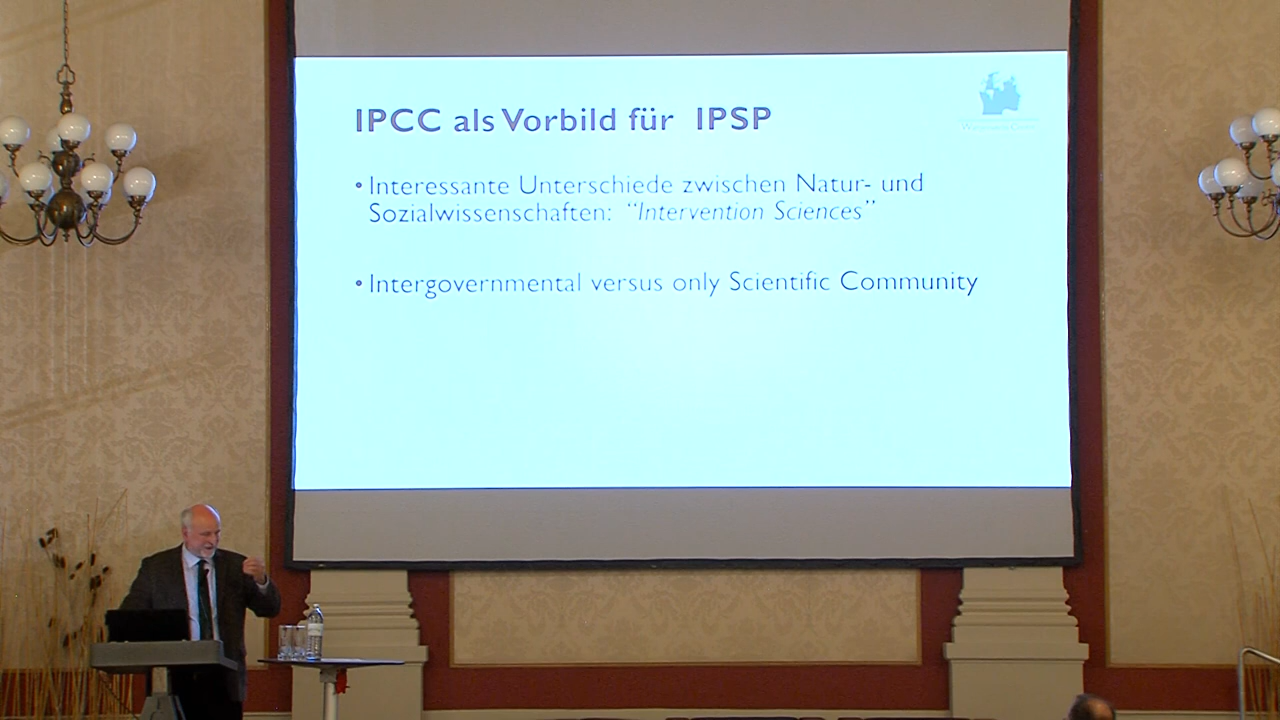 IPCC als Vorbild für IPSP
• Interessante Unterschiede zwischen Natur- und
Sozialwissenschaften: “Intervention Sciences”
• Intergovernmental versus only Scientific Community